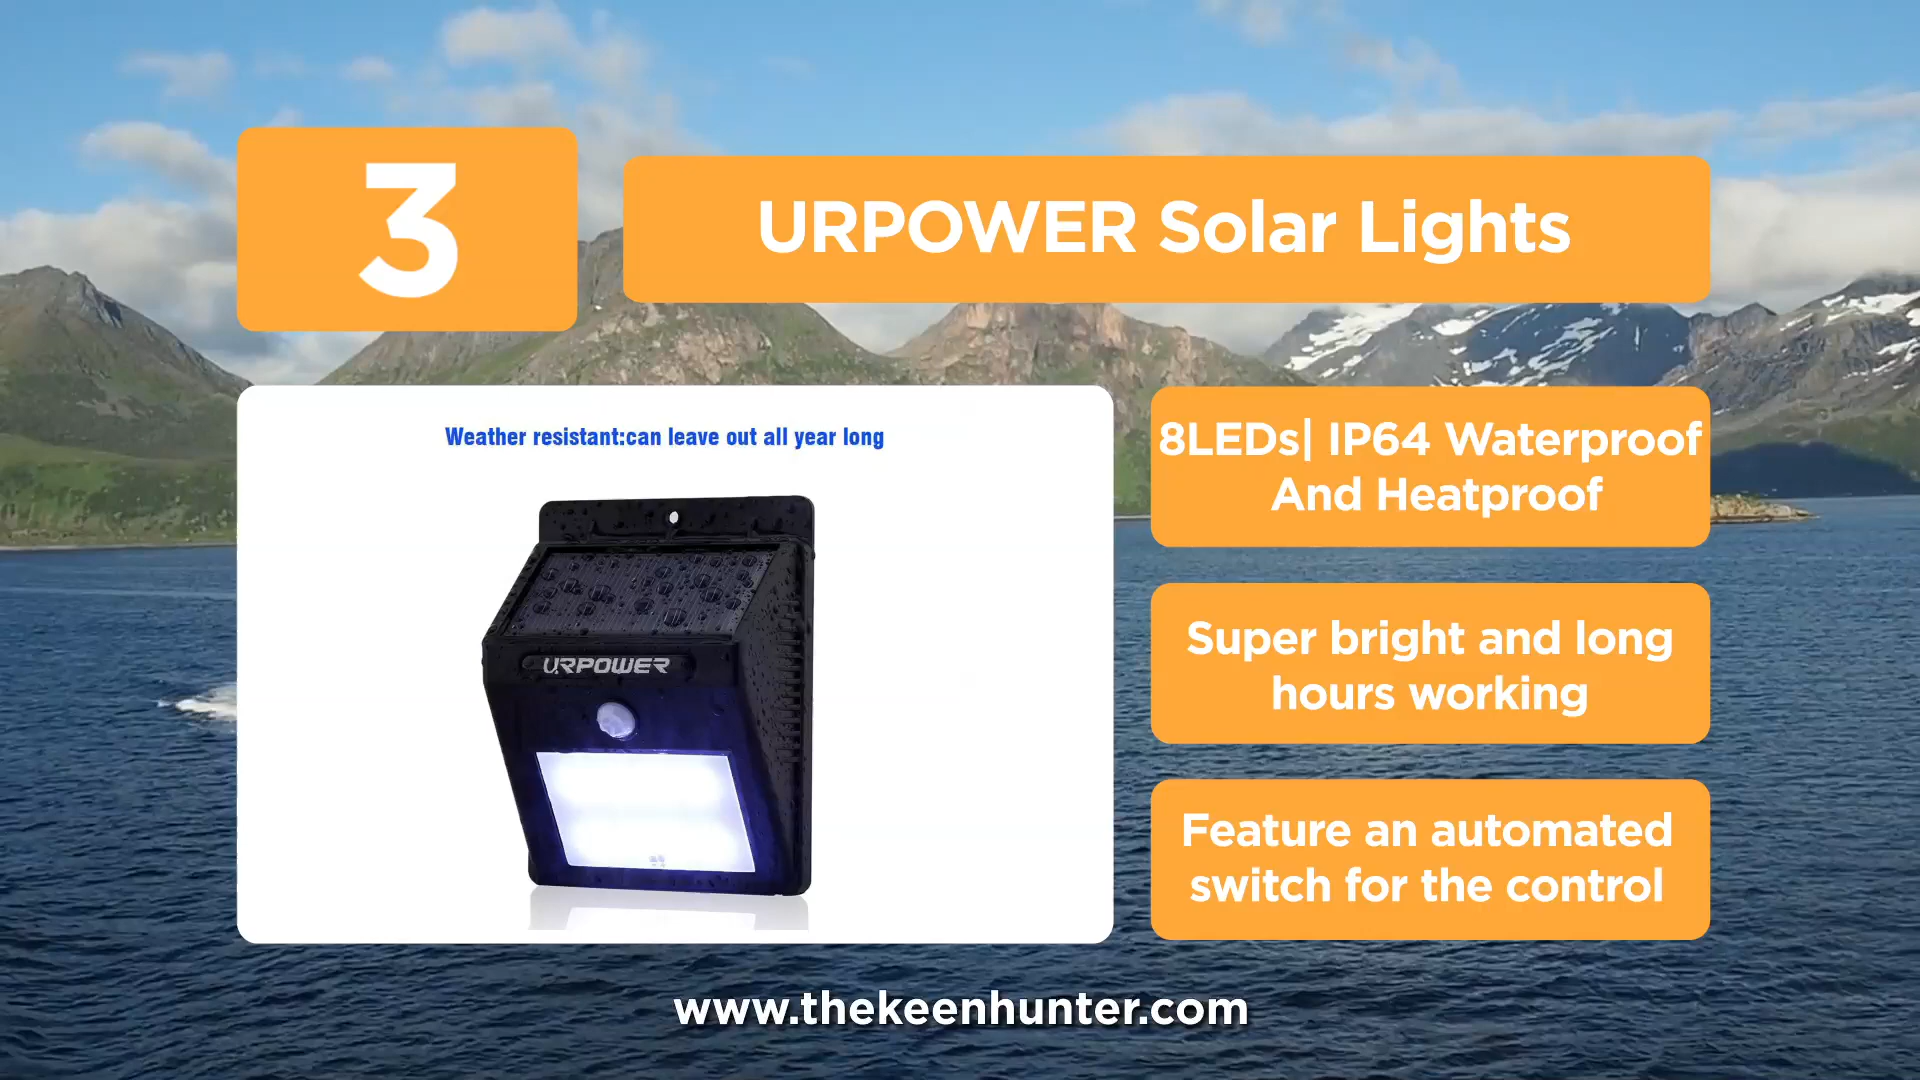 3
URPOWER Solar Lights
Weather resistant:can leave out all year long
URPOWER
8LEDs| IP64 Waterproof
And Heatproof
Super bright and long
hours working
Feature an automated
switch for the control
www.thekeenhunter.com